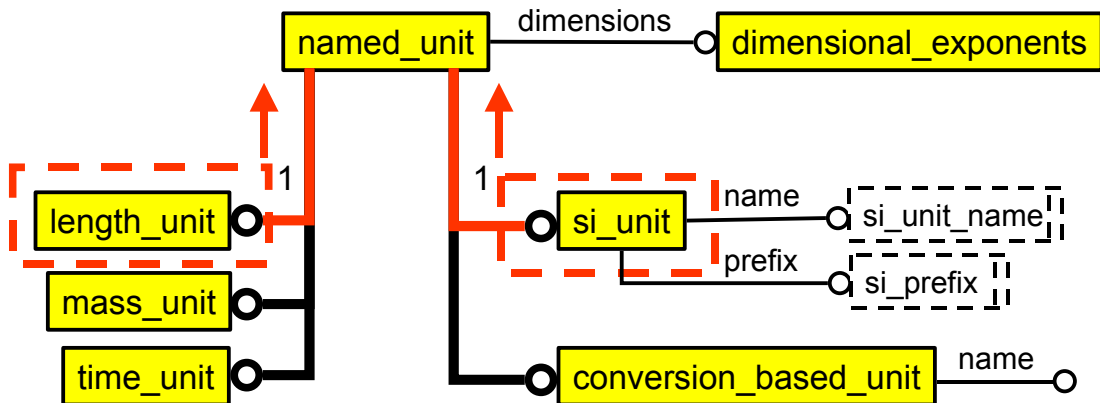 named_unit
dimensions
dimensional_exponents
1
1
length_unit
si_unit
name
si_unit_name
prefix
si_prefix
mass_unit
time_unit
conversion_based_unit
name